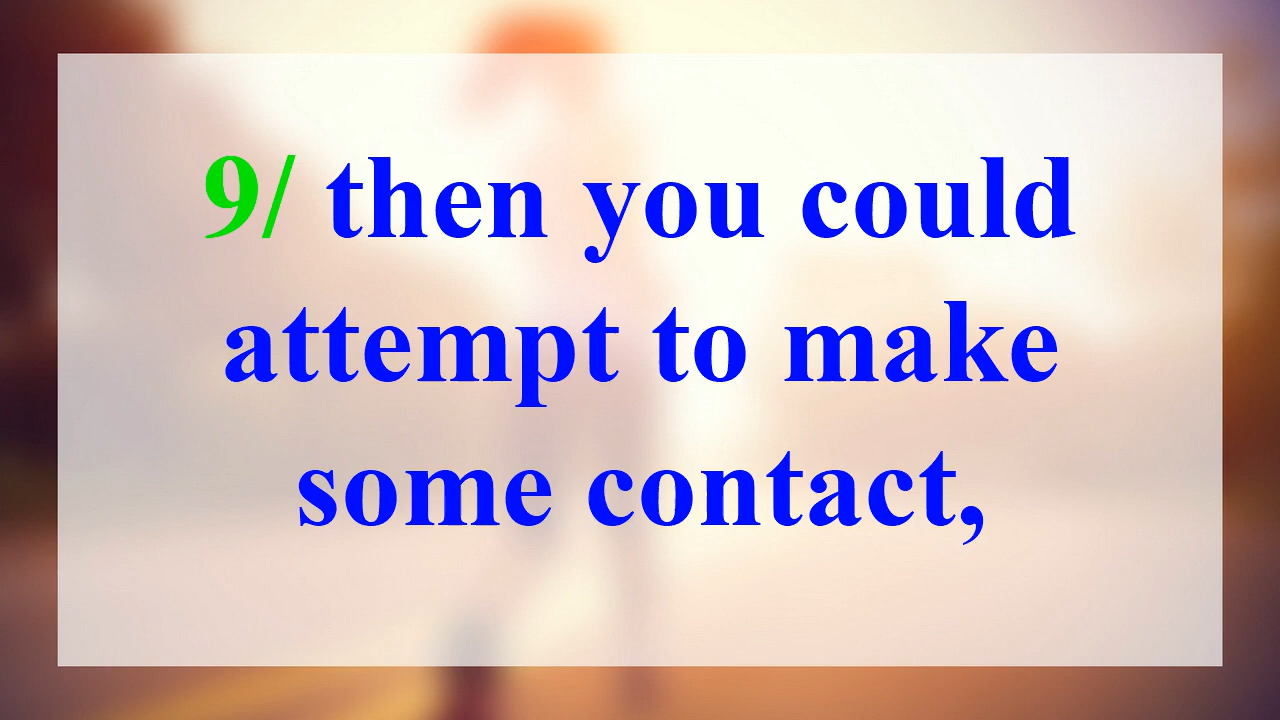 9/ then you could
attempt to make
some contact,